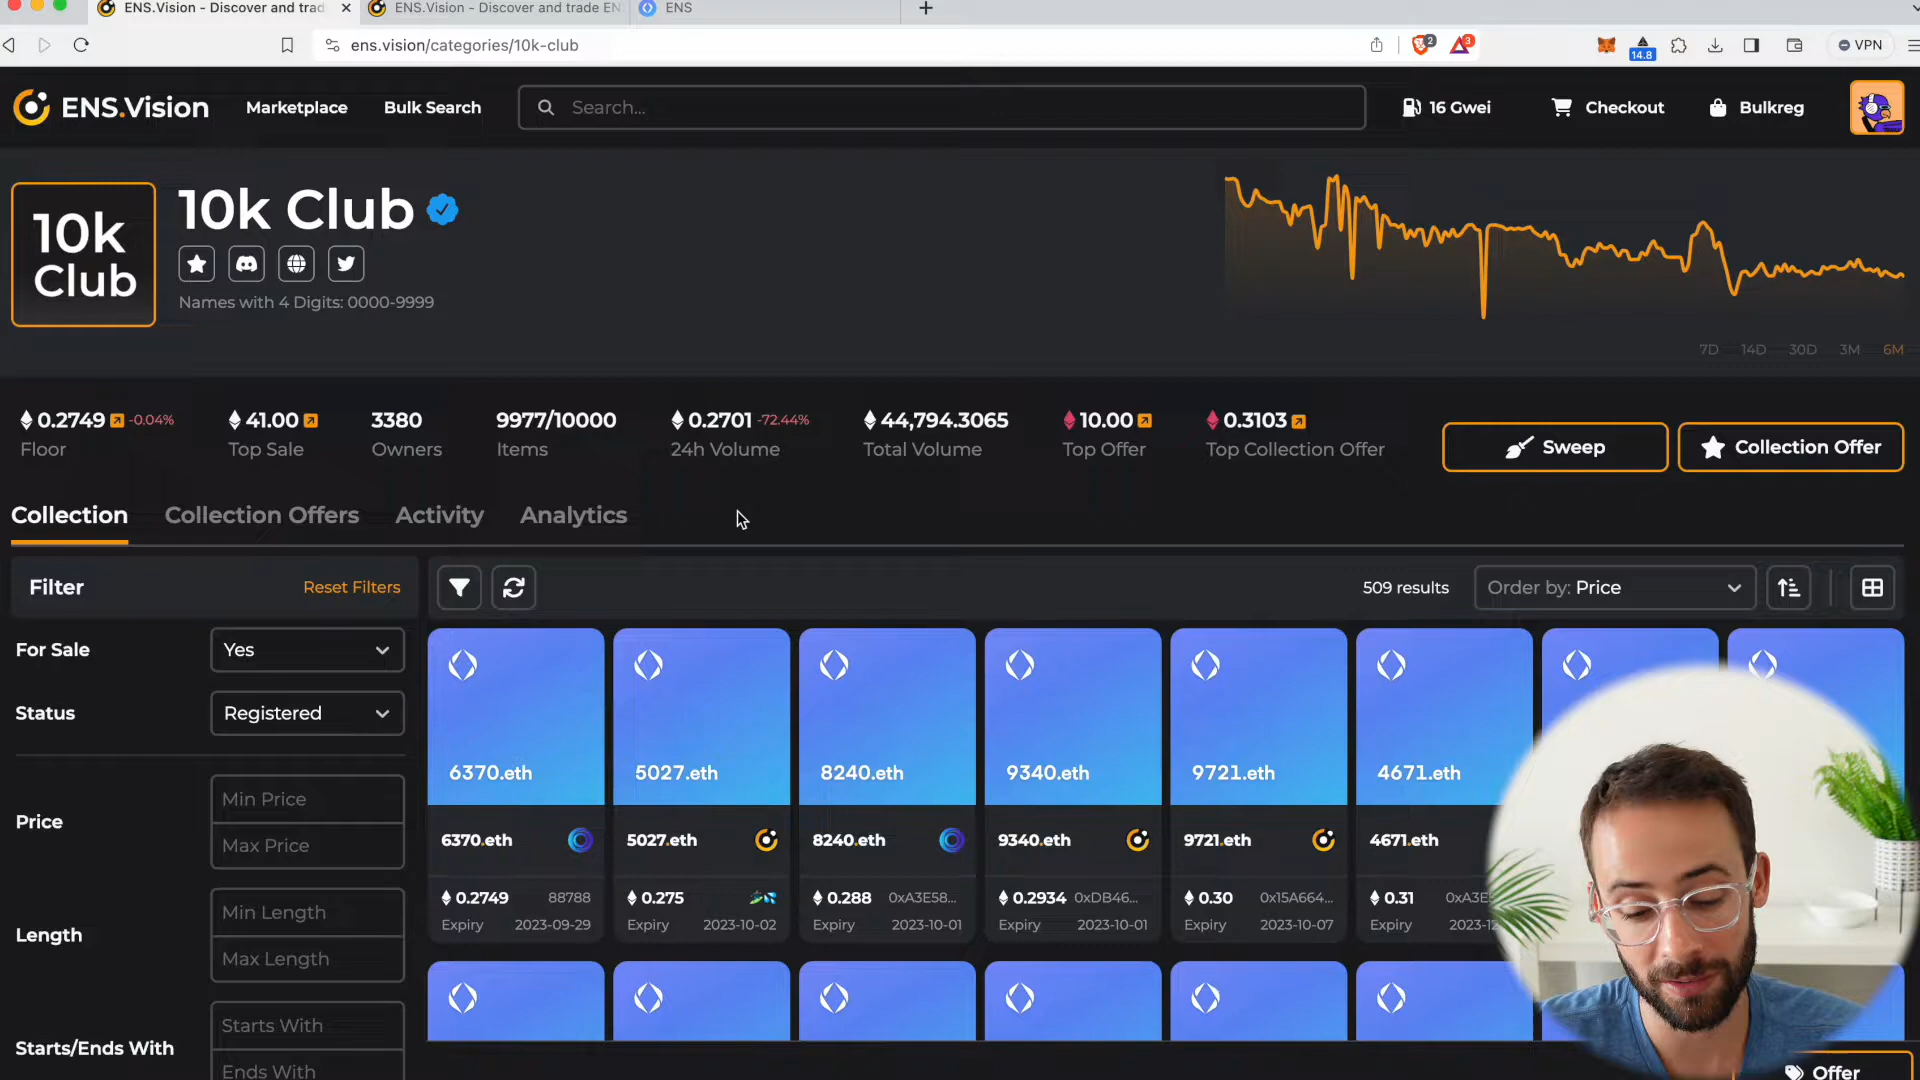 ENS.Vision - Discover and trad
ENS.Vision - Discover and trade EN
ENS
ens.vision/categories/10k-club
2
3
14.8
VPN
ENS.Vision
Marketplace
Bulk Search
Search...
16 Gwei
Checkout
Bulkreg
10k
Club
10k Club
Names with 4 Digits: 0000-9999
7D 14D 30D 3M 6M
0.2749 -0.04%
Floor
41.00
Top Sale
3380
Owners
9977/10000
Items
0.2701 -72.44%
24h Volume
44,794.3065
Total Volume
10.00
Top Offer
0.3103
Top Collection Offer
Sweep
Collection Offer
Collection
Collection Offers
Activity
Analytics
Filter
Reset Filters
509 results
Order by: Price
For Sale
Yes
Status
Registered
Price
Min Price
Max Price
Length
Min Length
Max Length
Starts/Ends With
Starts With
Ends With
6370.eth
6370.eth
0.2749 88788
Expiry 2023-09-29
5027.eth
5027.eth
0.275
Expiry 2023-10-02
8240.eth
8240.eth
0.288 0xA3E58...
Expiry 2023-10-01
9340.eth
9340.eth
0.2934 0xDB46...
Expiry 2023-10-01
9721.eth
9721.eth
0.30 0x15A664...
Expiry 2023-10-07
4671.eth
4671.eth
0.31 0xA3E
Expiry 2023-12
Offer